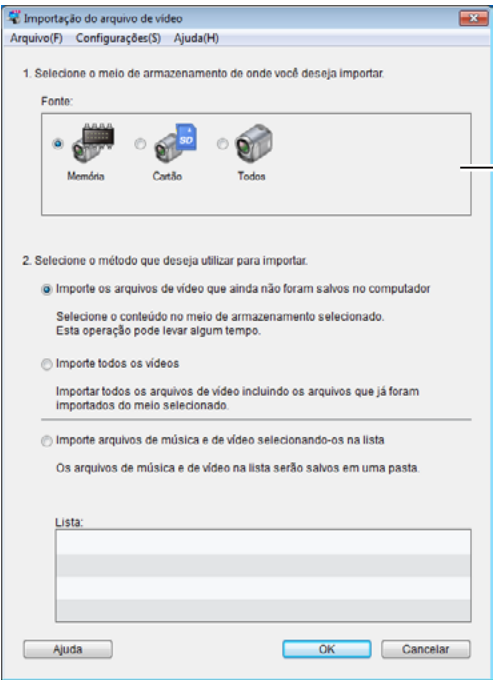 Importação do arquivo de vídeo
Arquivo(F) Configurações(S) Ajuda(H)
1. Selecione o meio de armazenamento de onde você deseja importar.
Fonte:
SD
Memória Cartão Todos
2. Selecione o método que deseja utilizar para importar.
Importe os arquivos de vídeo que ainda não foram salvos no computador
Selecione o conteúdo no meio de armazenamento selecionado.
Esta operação pode levar algum tempo.
Importe todos os vídeos
Importar todos os arquivos de vídeo incluindo os arquivos que já foram
importados do meio selecionado.
Importe arquivos de música e de vídeo selecionando-os na lista
Os arquivos de música e de vídeo na lista serão salvos em uma pasta.
Lista:
Ajuda OK Cancelar